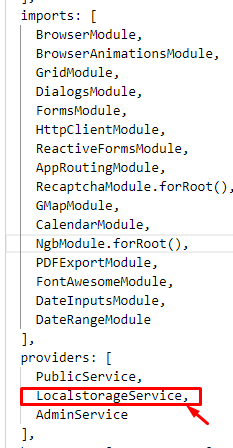 imports: [
BrowserModule,
BrowserAnimationsModule,
GridModule,
DialogsModule,
FormsModule,
HttpClientModule,
ReactiveFormsModule,
AppRoutingModule,
RecaptchaModule.forRoot(),
GMapModule,
CalendarModule,
NgbModule.forRoot(),
PDFExportModule,
FontAwesomeModule,
DateInputsModule,
DateRangeModule
],
providers: [
PublicService,
LocalstorageService,
AdminService
],